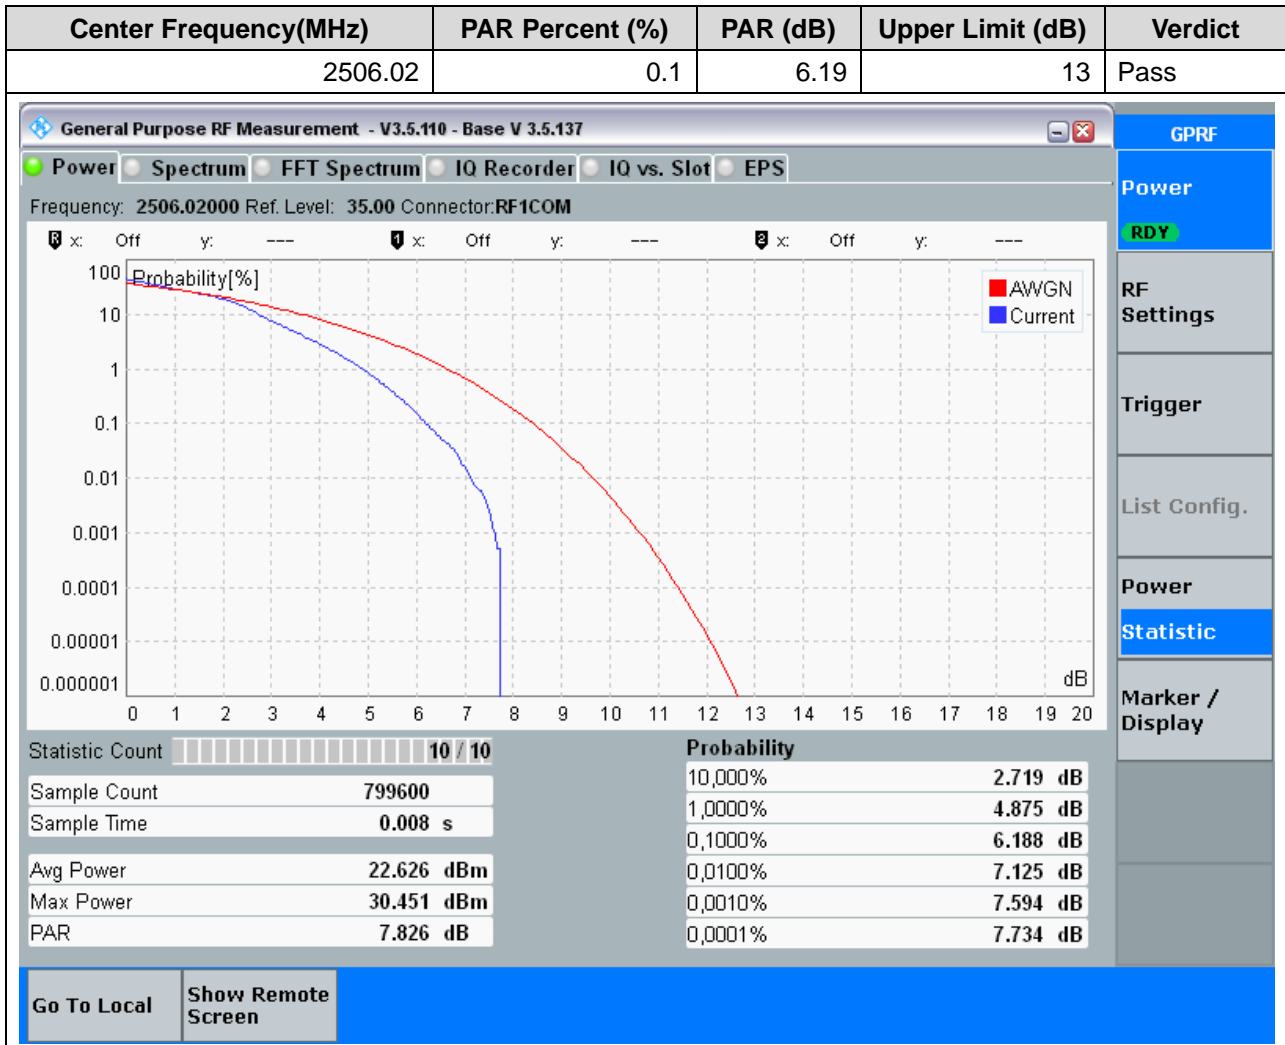 Center Frequency(MHz) PAR Percent (%) PAR (dB) Upper Limit (dB) Verdict
2506.02 0.1 6.19 13 Pass
General Purpose RF Measurement - V3.5.110 - Base V 3.5.137
GPRF
Power Spectrum FFT Spectrum IQ Recorder IQ vs. Slot EPS
Power
RDY
Frequency: 2506.02000 Ref. Level: 35.00 Connector:RF1COM
R x: Off y: --- 1 x: Off y: --- 2 x: Off y: ---
Probability[%]
AWGN
Current
100
10
1
0.1
0.01
0.001
0.0001
0.00001
0.000001
dB
0 1 2 3 4 5 6 7 8 9 10 11 12 13 14 15 16 17 18 19 20
RF
Settings
Trigger
List Config.
Power
Statistic
Marker /
Display
Statistic Count 10 / 10
Sample Count 799600
Sample Time 0.008 s
Avg Power 22.626 dBm
Max Power 30.451 dBm
PAR 7.826 dB
Probability
10,000% 2.719 dB
1,0000% 4.875 dB
0,1000% 6.188 dB
0,0100% 7.125 dB
0,0010% 7.594 dB
0,0001% 7.734 dB
Go To Local
Show Remote
Screen